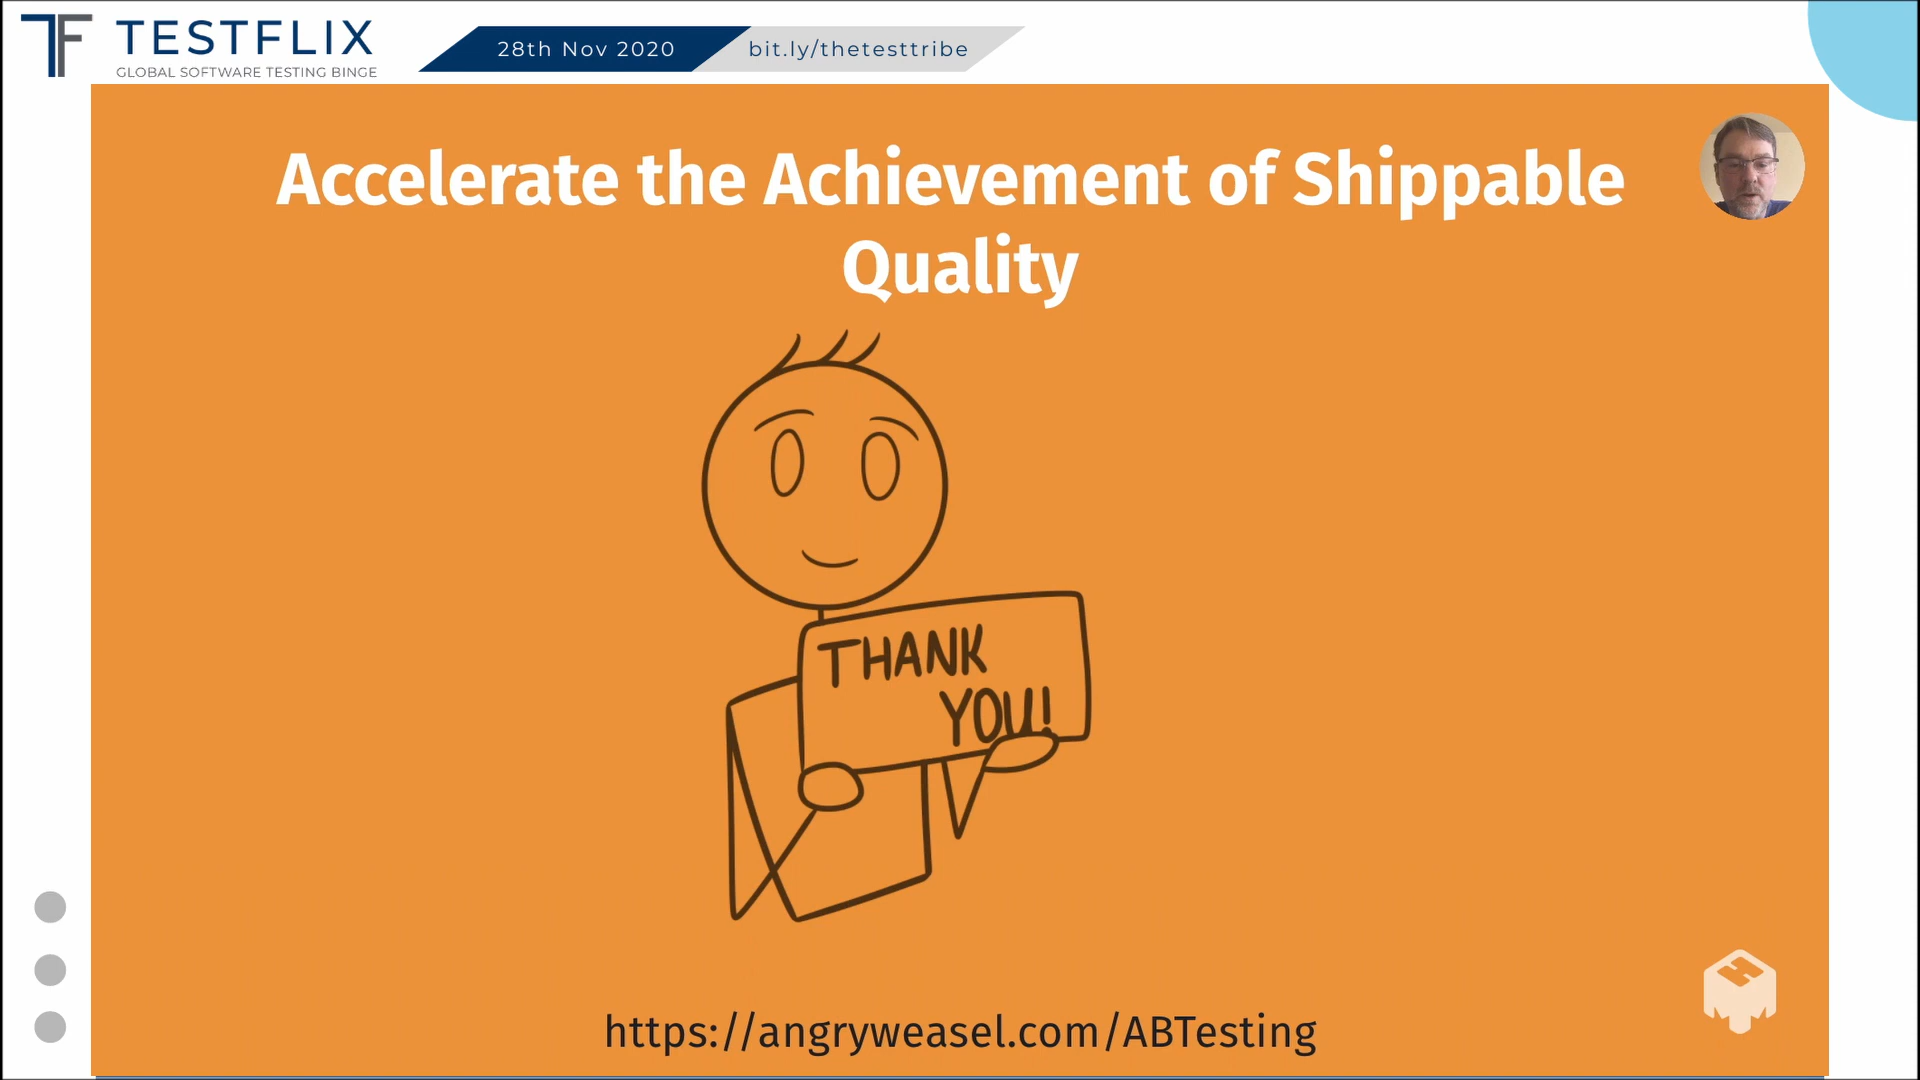 TF TESTFLIX
GLOBAL SOFTWARE TESTING BINGE
28th Nov 2020
bit.ly/thetesttribe
Accelerate the Achievement of Shippable
Quality
THANK
YOU!
https://angryweasel.com/ABTesting